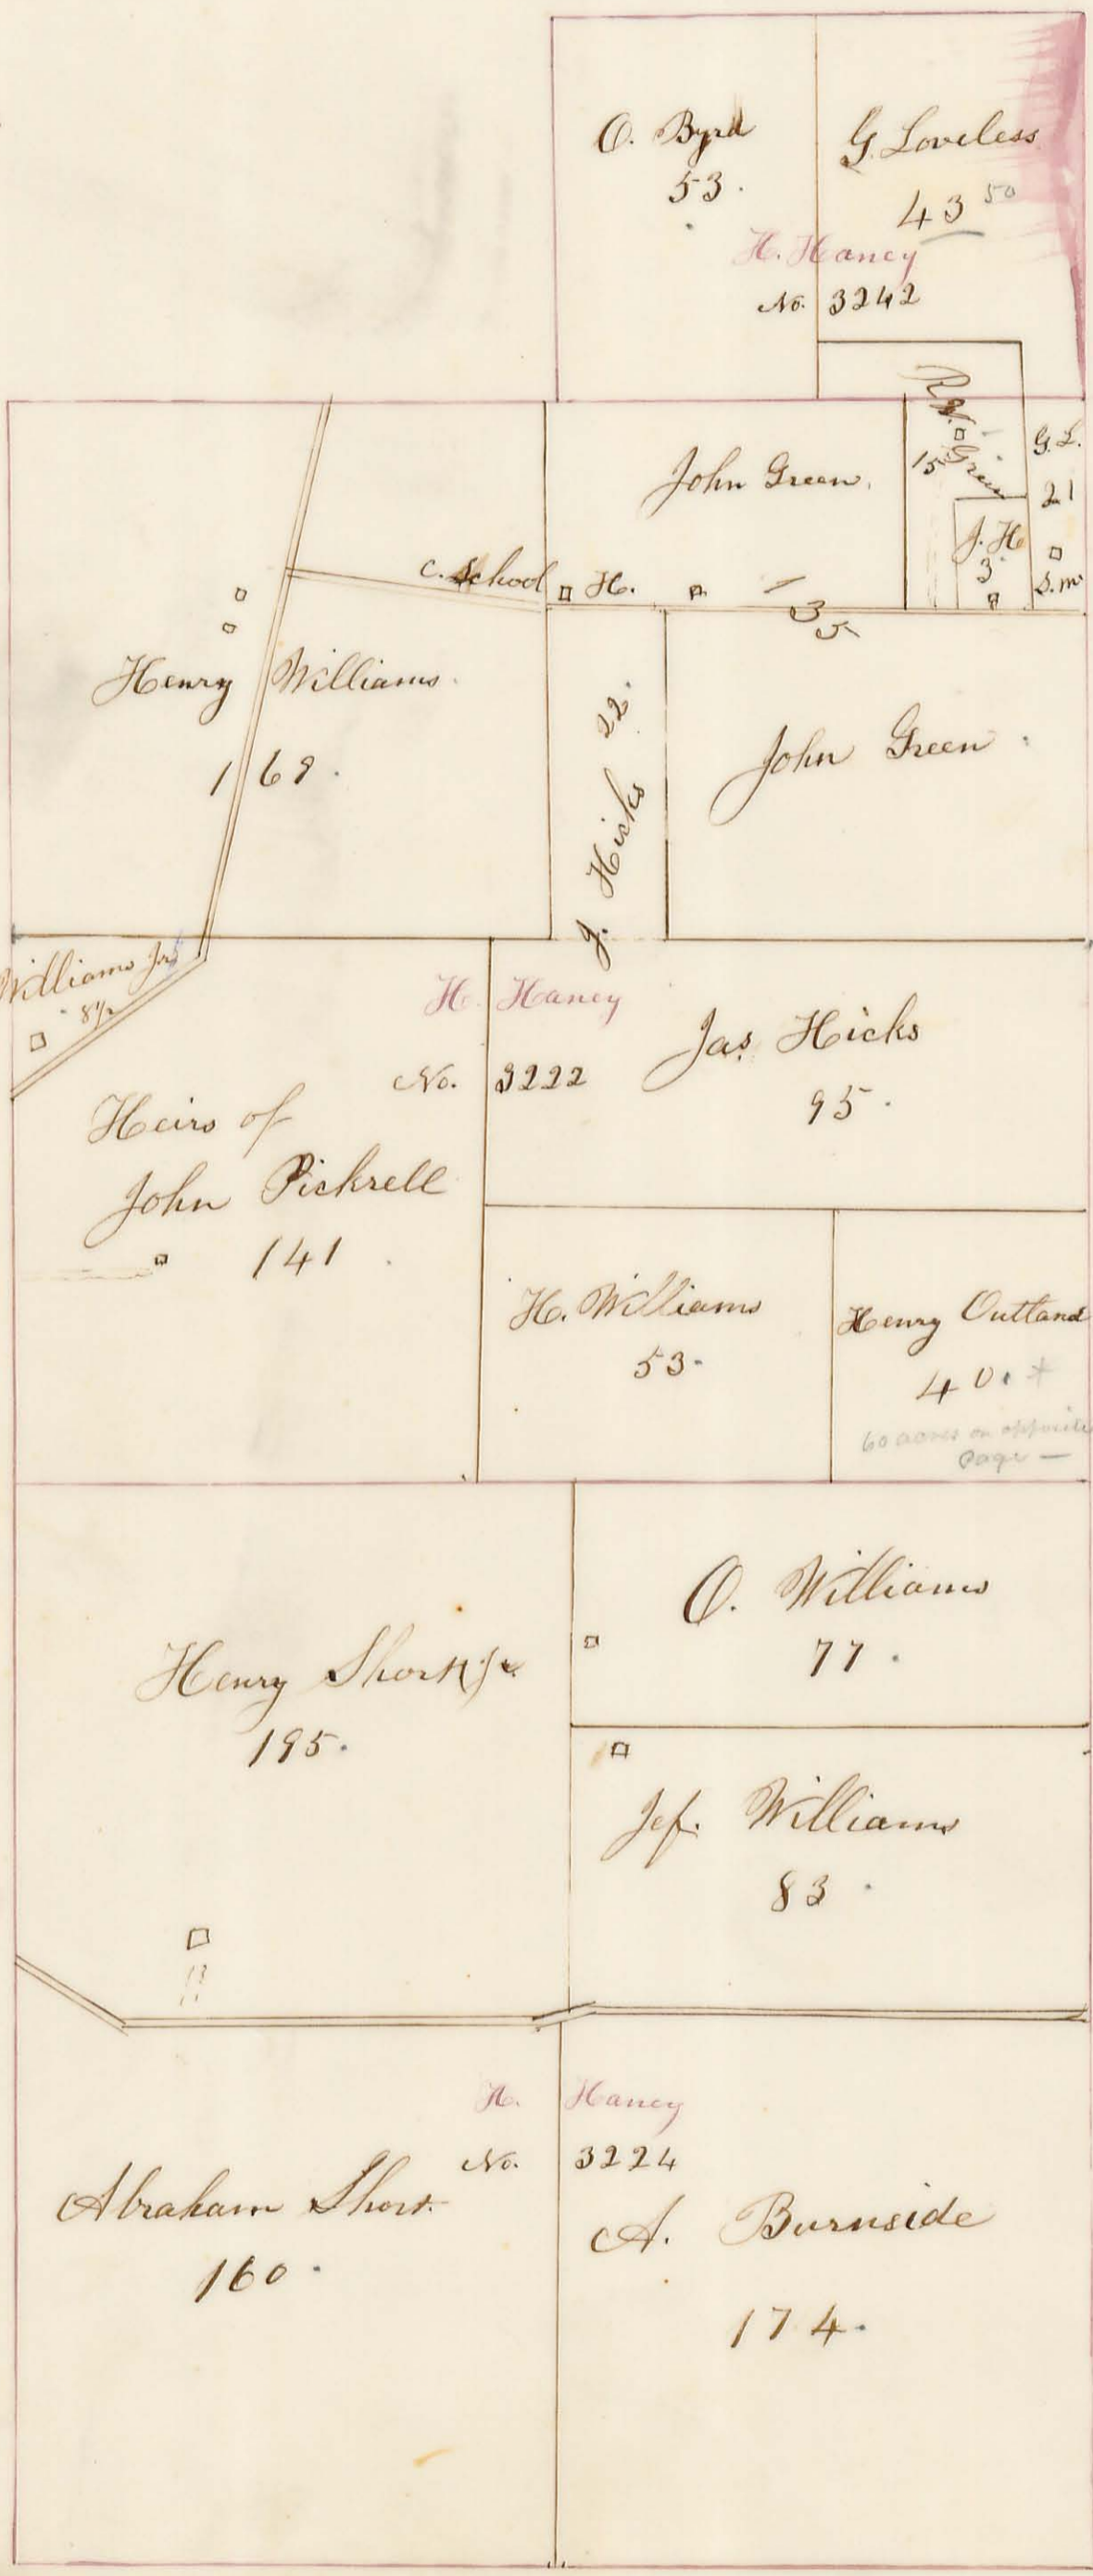 O. Byrd
53.
G. Loveless
43 50
H. Haney
No. 3242
R.W. Green
15
G. L.
21
S. m.
J. H
3
John Green.
C. School H.
135
Henry Williams.
169.
J. Hicks 22.
John Green
Williams Jr.
8½
H. Haney
No. 3222
Jas. Hicks
95.
Heirs of
John Pickrell
141
H. Williams
53.
Henry Outland
40. +
60 acres on opposite
Page —
O. Williams
77.
Henry Short Jr.
195.
Jef. Williams
83.
H. Haney
No. 3224
Abraham Short.
160.
A. Burnside
174.